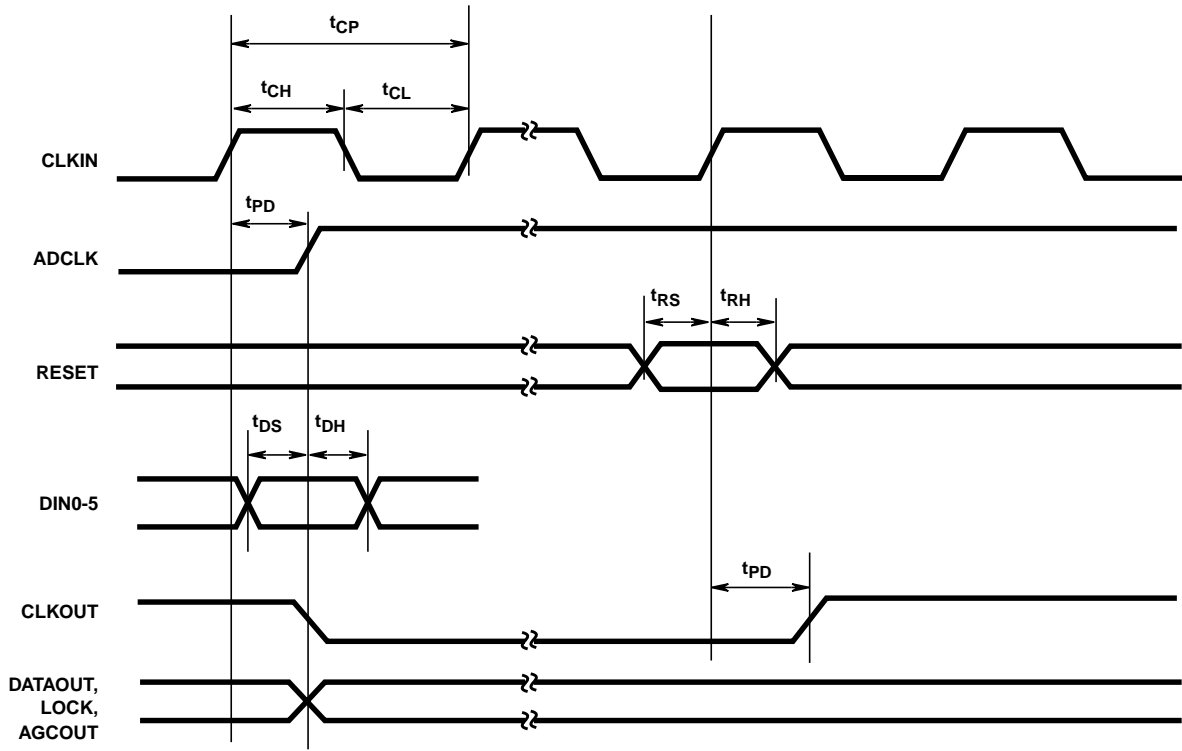 tCP
tCH
tCL
CLKIN
tPD
ADCLK
tRS
tRH
RESET
tDS
tDH
DIN0-5
tPD
CLKOUT
DATAOUT,
LOCK,
AGCOUT